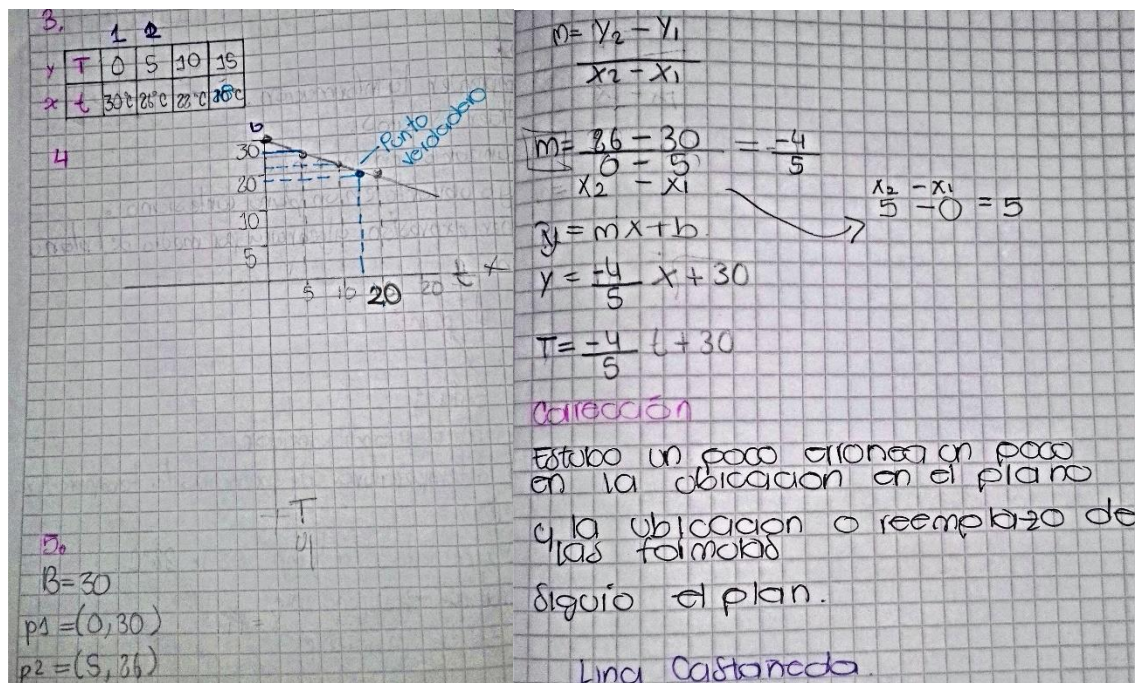 3.
1 2
y T 0 5 10 15
x t 30°C 26°C 22°C 18°C
4
b
Punto
verdadero
30
20
10
5
5 10 20 20 t x
T
5.
B=30
p1=(0,30)
p2=(5,26)
m= y2-y1
x2-x1
m= 26-30 = -4
0-5 5
x2 -x1
x2 -x1
5 -0 = 5
y=mx+b
y= -4 x+30
5
T= -4 t+30
5
Corrección
Estubo un poco erronea un poco
en la ubicacion en el plano
y la ubicacion o reemplazo de
las formulas
Siguio el plan.
Lina Castañeda